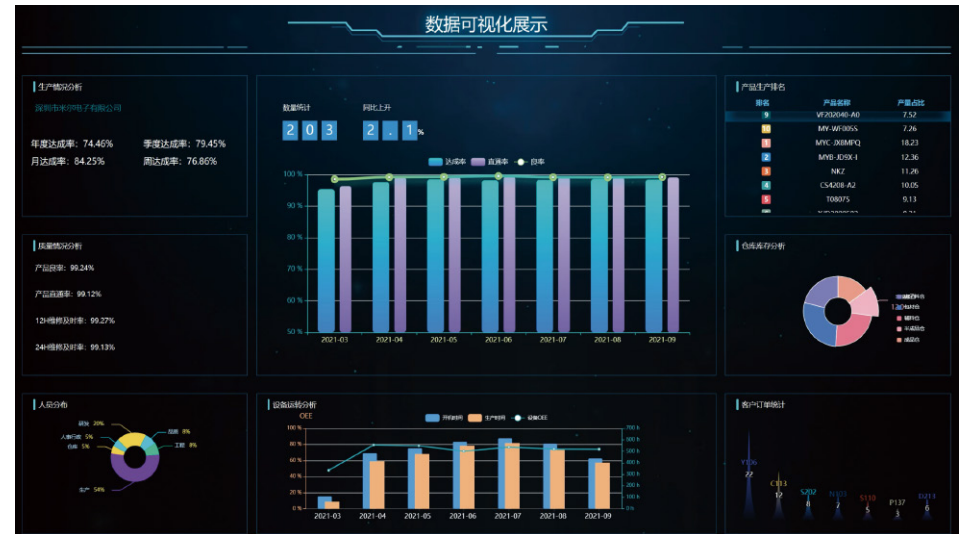 数据可视化展示
生产情况分析
深圳市米尔电子有限公司
年度达成率：74.46% 季度达成率：79.45%
月达成率：84.25% 周达成率：76.86%
质量情况分析
产品良率：99.24%
产品直通率：99.12%
12H维修及时率：99.27%
24H维修及时率：99.13%
人员分布
研发 20%
人事行政 5%
仓库 5%
品质 8%
工程 8%
生产 54%
数量统计 同比上升
2 0 3 2 . 1 %
达成率 直通率 良率
100 %
90 %
80 %
70 %
60 %
50 %
2021-03 2021-04 2021-05 2021-06 2021-07 2021-08 2021-09
设备运转分析
OEE
开机时间 生产时间 设备OEE
100 %
80 %
60 %
40 %
20 %
0 %
700 h
600 h
500 h
400 h
300 h
200 h
100 h
0 h
2021-03 2021-04 2021-05 2021-06 2021-07 2021-08 2021-09
产品生产排名
排名 产品名称 产量占比
9 VF202040-A0 7.52
10 MY-WF005S 7.26
1 MYC-JX8MPQ 18.23
2 MYB-JD9X-I 12.36
3 NKZ 11.26
4 CS4208-A2 10.05
5 T0807S 9.13
仓库库存分析
辅料仓
半成品仓
成品仓
客户订单统计
Y106
22
C113
12
S202
8
N105
7
S118
5
P137
3
D213
6